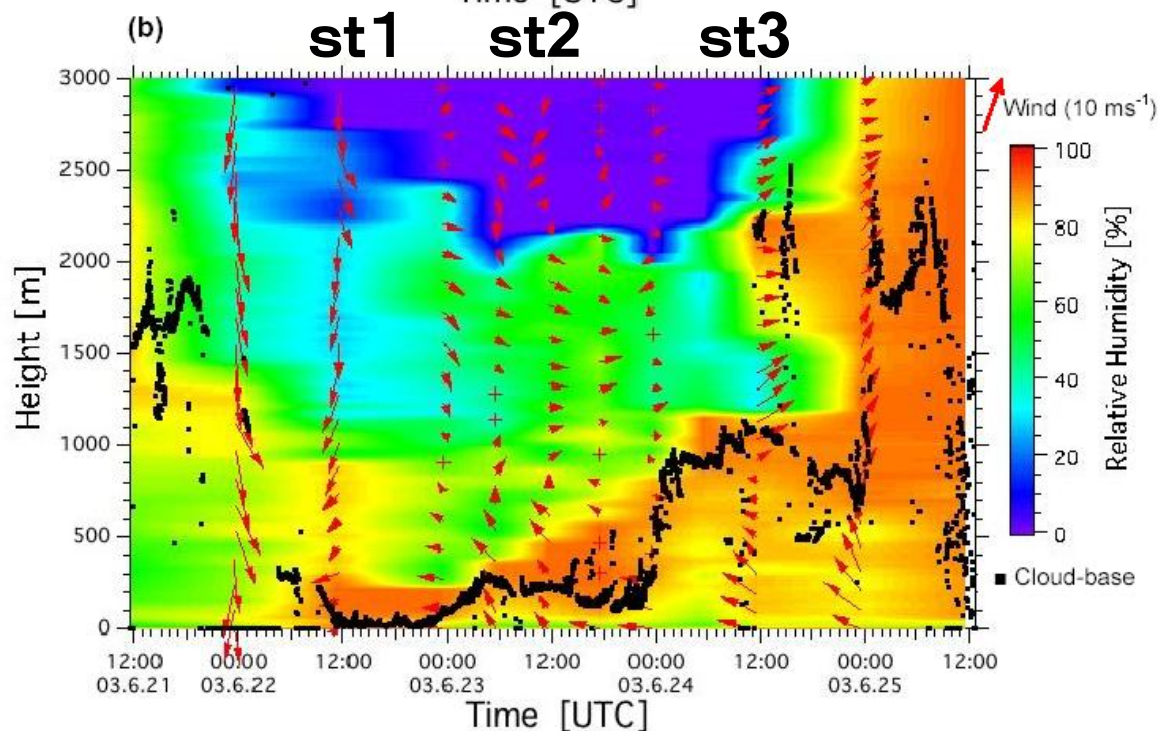 Time [UTC]
(b)
st1 st2 st3
3000
2500
2000
1500
1000
500
0
Height [m]
12:00 00:00 12:00 00:00 12:00 00:00 12:00 00:00 12:00
03.6.21 03.6.22 03.6.23 03.6.24 03.6.25
Time [UTC]
Wind (10 ms⁻¹)
100
80
60
40
20
0
Relative Humidity [%]
Cloud-base